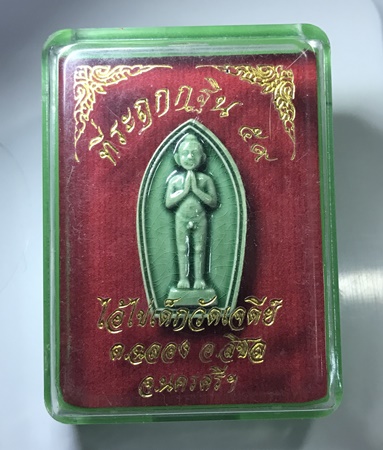 ที่ระลึกกฐิน ๕๙
ไอ้ไข่เด็กวัดเจดีย์
ต.ฉลอง อ.สิชล
จ.นครศรีฯ